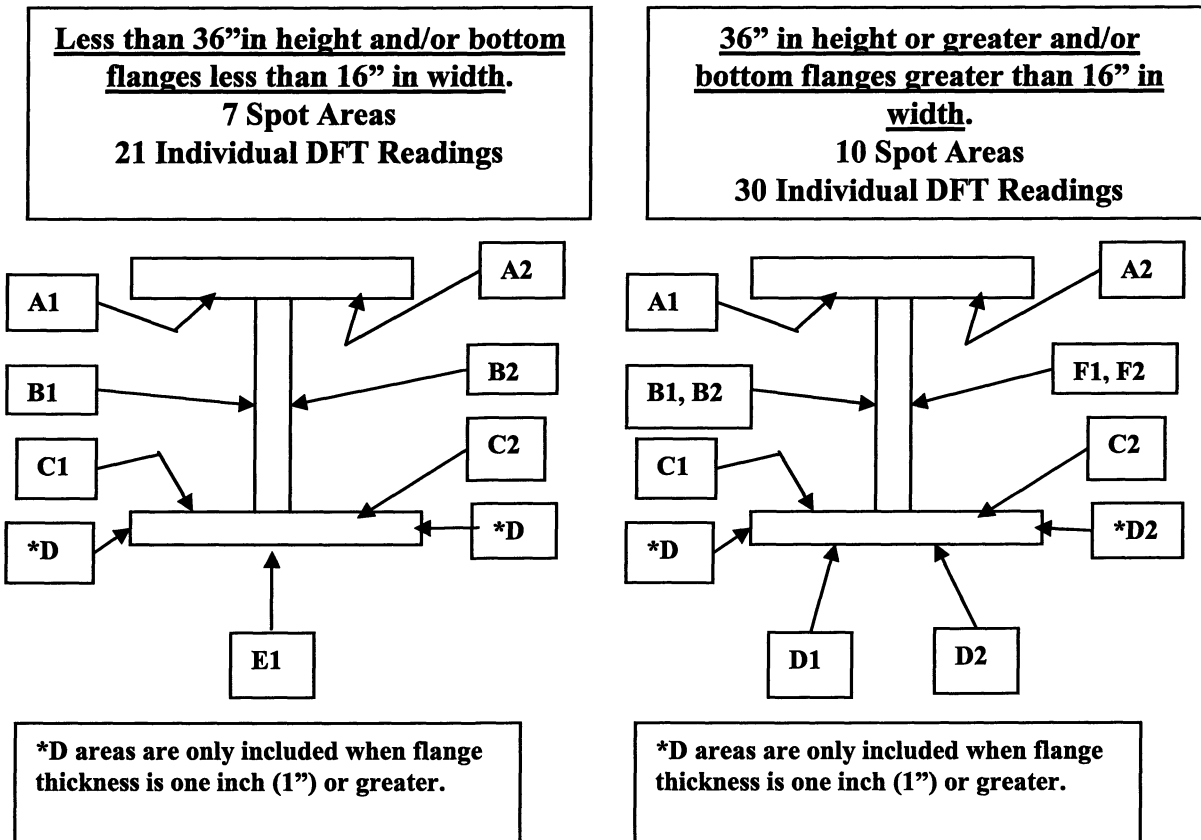 Less than 36”in height and/or bottom
flanges less than 16” in width.
7 Spot Areas
21 Individual DFT Readings
36” in height or greater and/or
bottom flanges greater than 16” in
width.
10 Spot Areas
30 Individual DFT Readings
A1
A2
B1
B2
C1
C2
*D
*D
E1
A1
A2
B1, B2
F1, F2
C1
C2
*D
*D2
D1
D2
*D areas are only included when flange
thickness is one inch (1”) or greater.
*D areas are only included when flange
thickness is one inch (1”) or greater.